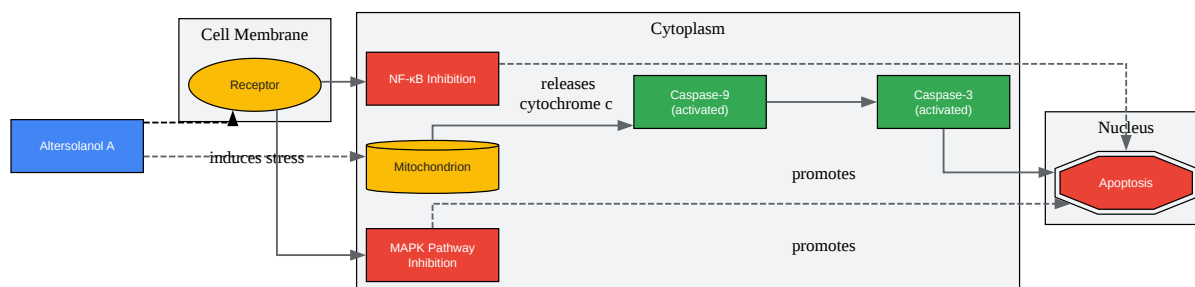 Cell Membrane
Receptor
Altersolanol A
induces stress
Cytoplasm
NF-κB Inhibition
releases
cytochrome c
Caspase-9
(activated)
Caspase-3
(activated)
Mitochondrion
promotes
MAPK Pathway
Inhibition
promotes
Nucleus
Apoptosis